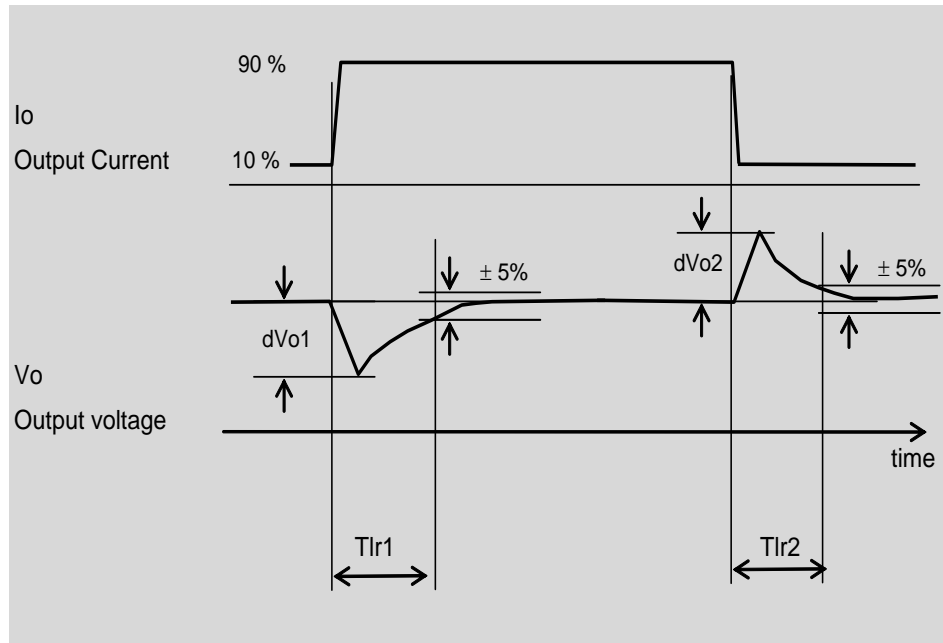 90 %
Io
Output Current
10 %
dVo2
± 5%
± 5%
dVo1
Vo
Output voltage
time
Tlr1
Tlr2